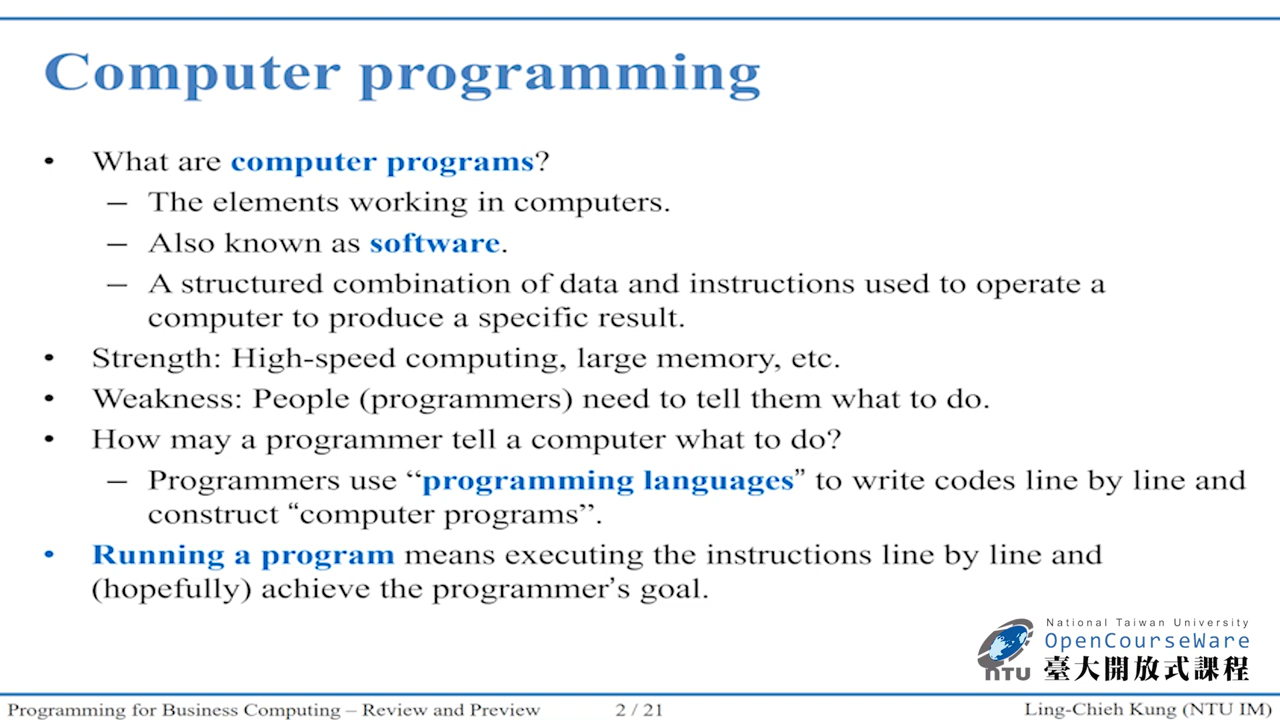 Computer programming
• What are computer programs?
– The elements working in computers.
– Also known as software.
– A structured combination of data and instructions used to operate a
computer to produce a specific result.
• Strength: High-speed computing, large memory, etc.
• Weakness: People (programmers) need to tell them what to do.
• How may a programmer tell a computer what to do?
– Programmers use “programming languages” to write codes line by line and
construct “computer programs”.
• Running a program means executing the instructions line by line and
(hopefully) achieve the programmer’s goal.
National Taiwan University
OpenCourseWare
臺大開放式課程
NTU
Programming for Business Computing – Review and Preview
2 / 21
Ling-Chieh Kung (NTU IM)